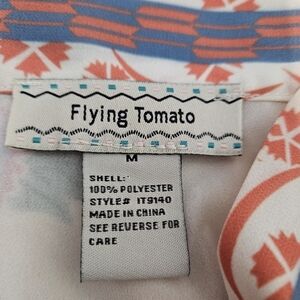 Flying Tomato
M
SHELL:
100% POLYESTER
STYLE# IT9140
MADE IN CHINA
SEE REVERSE FOR
CARE